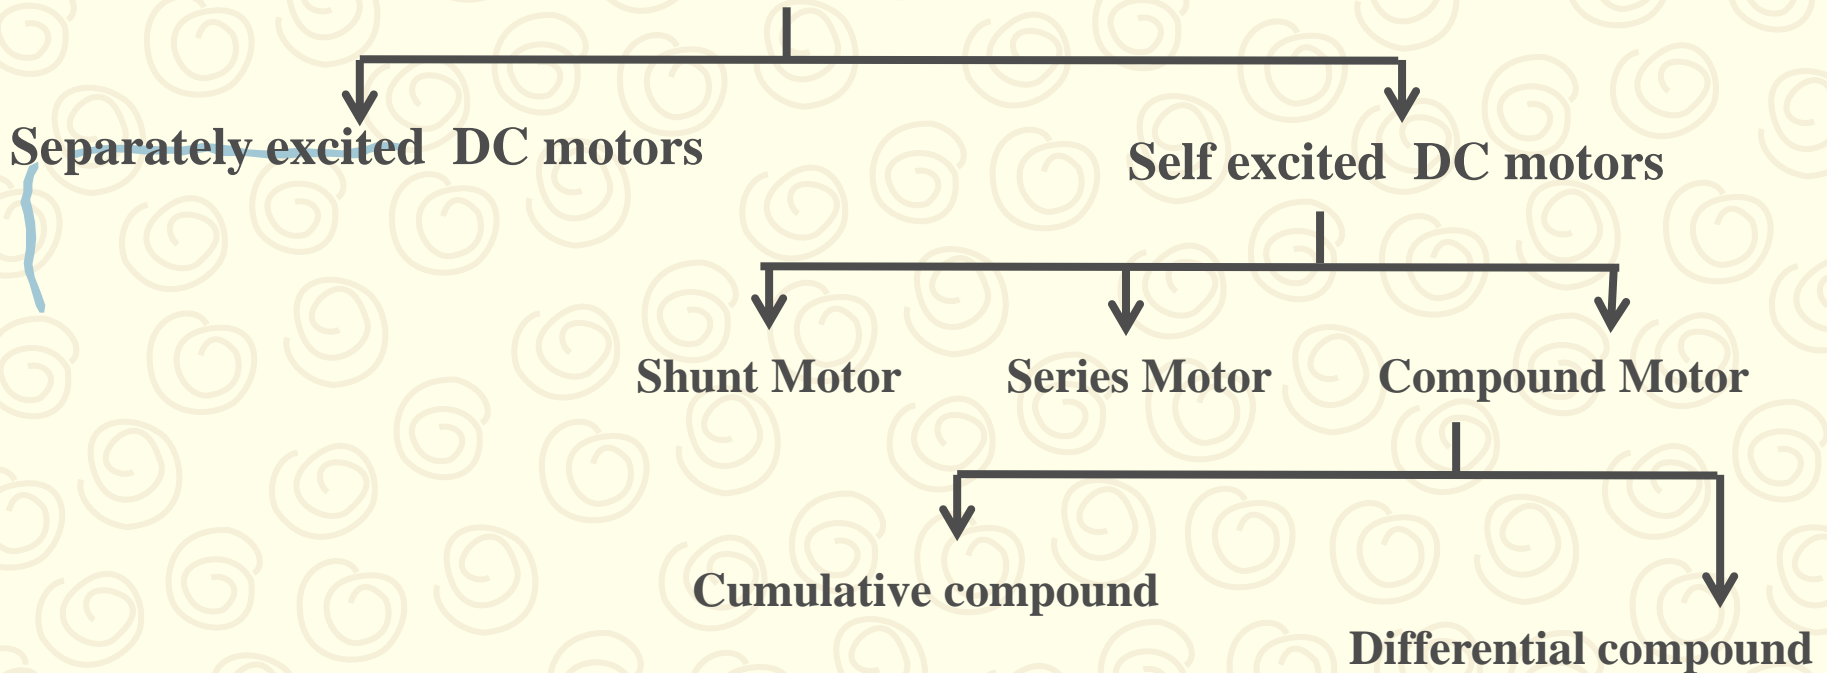 Separately excited  DC motors
Self excited  DC motors
Shunt Motor
Series Motor
Compound Motor
Cumulative compound
Differential compound